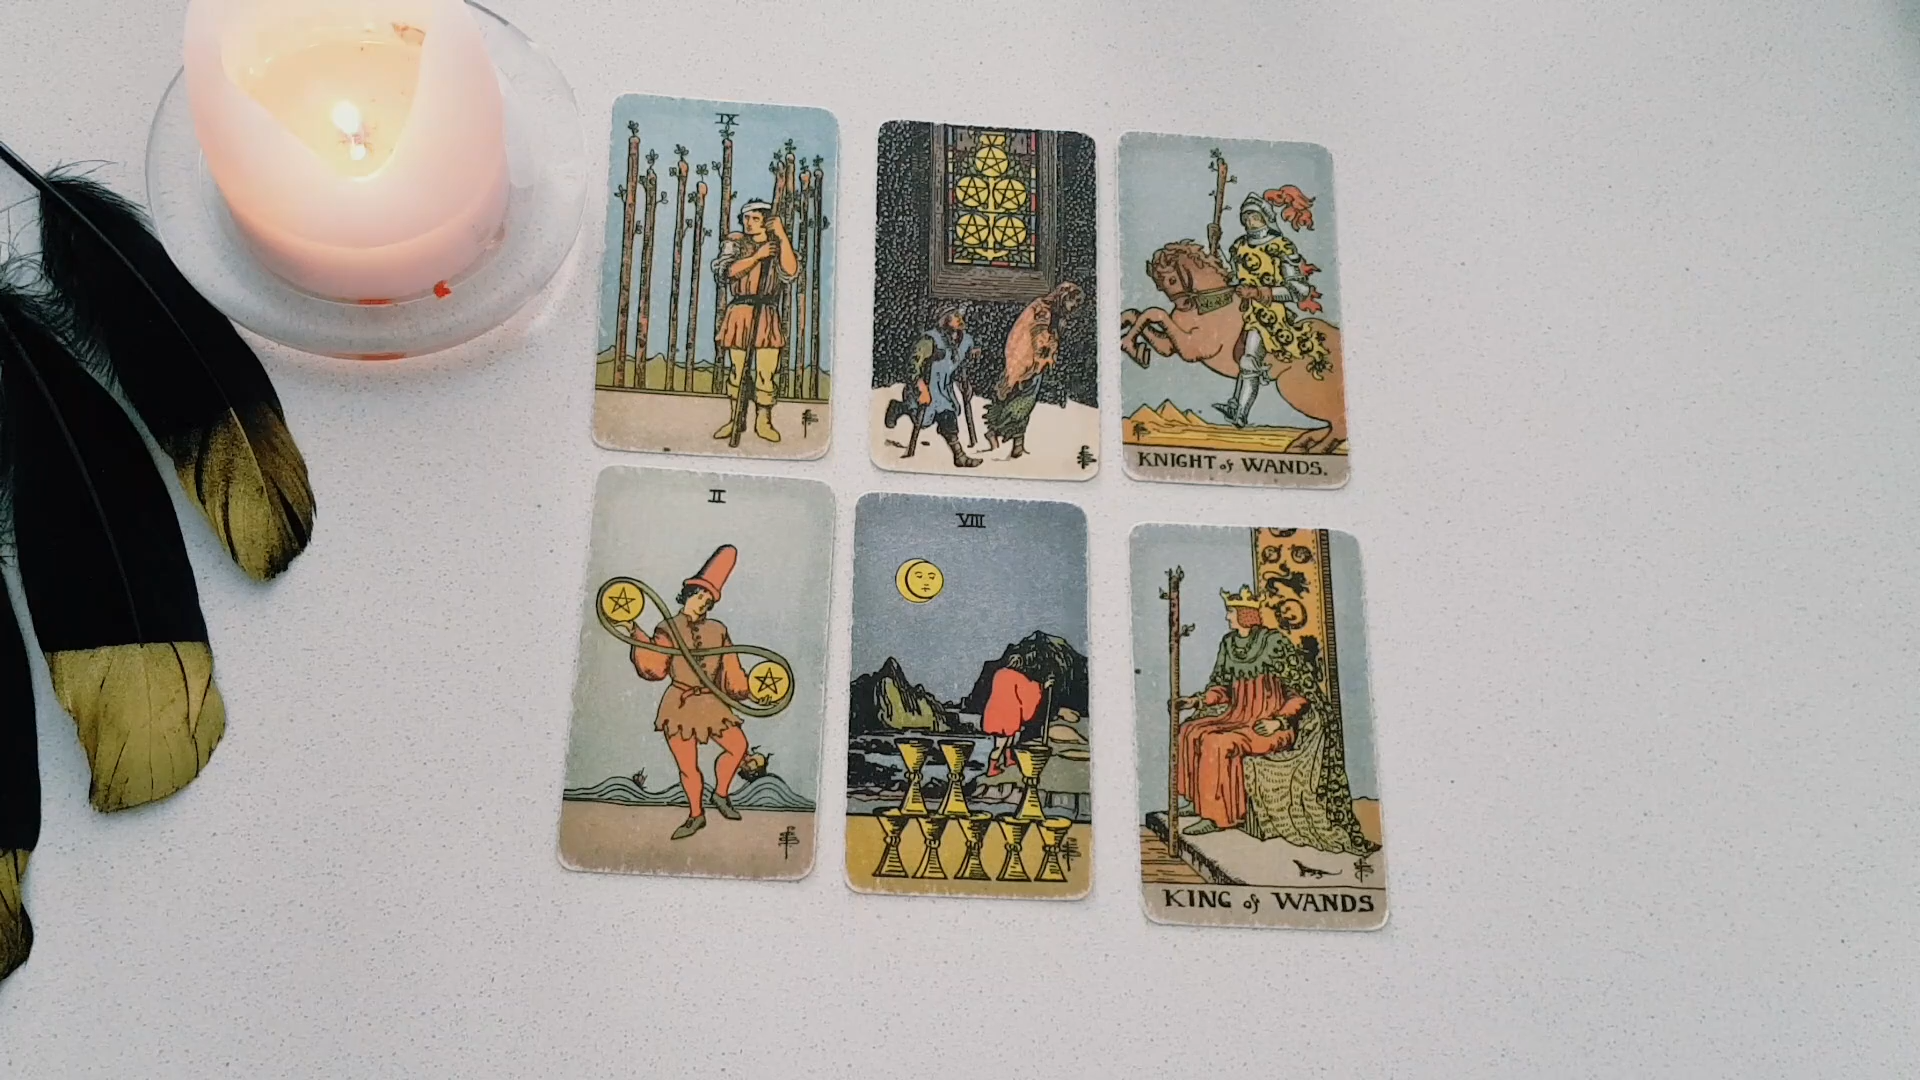 IX
KNIGHT of WANDS.
II
VIII
KING of WANDS